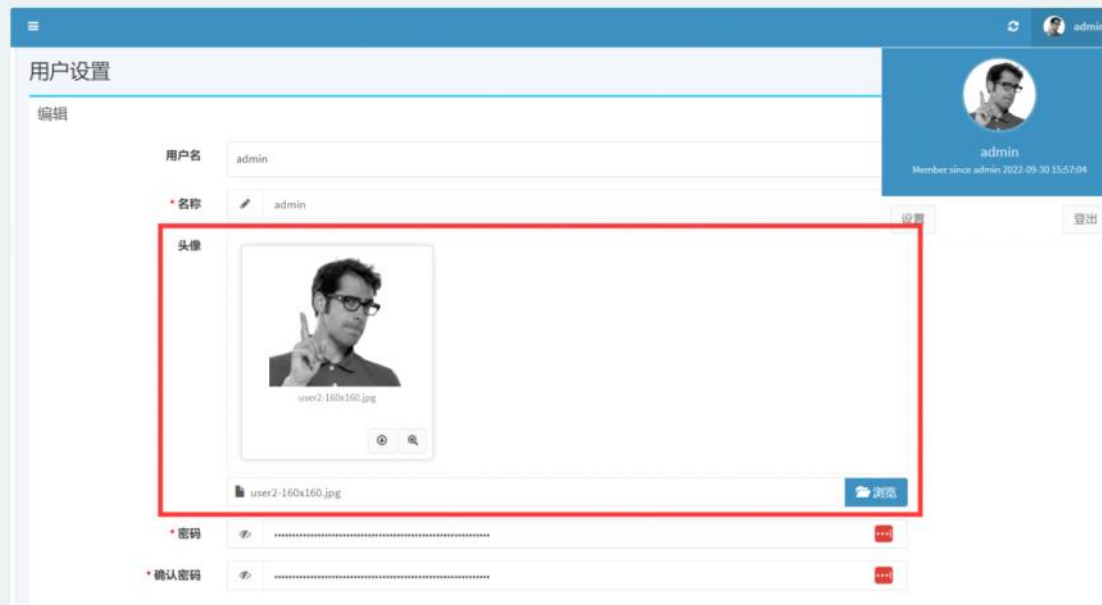 admin
用户设置
编辑
admin
Member since admin 2022-09-30 15:57:04
设置
登出
用户名
admin
* 名称
admin
头像
user2-160x160.jpg
user2-160x160.jpg
浏览
* 密码
* 确认密码